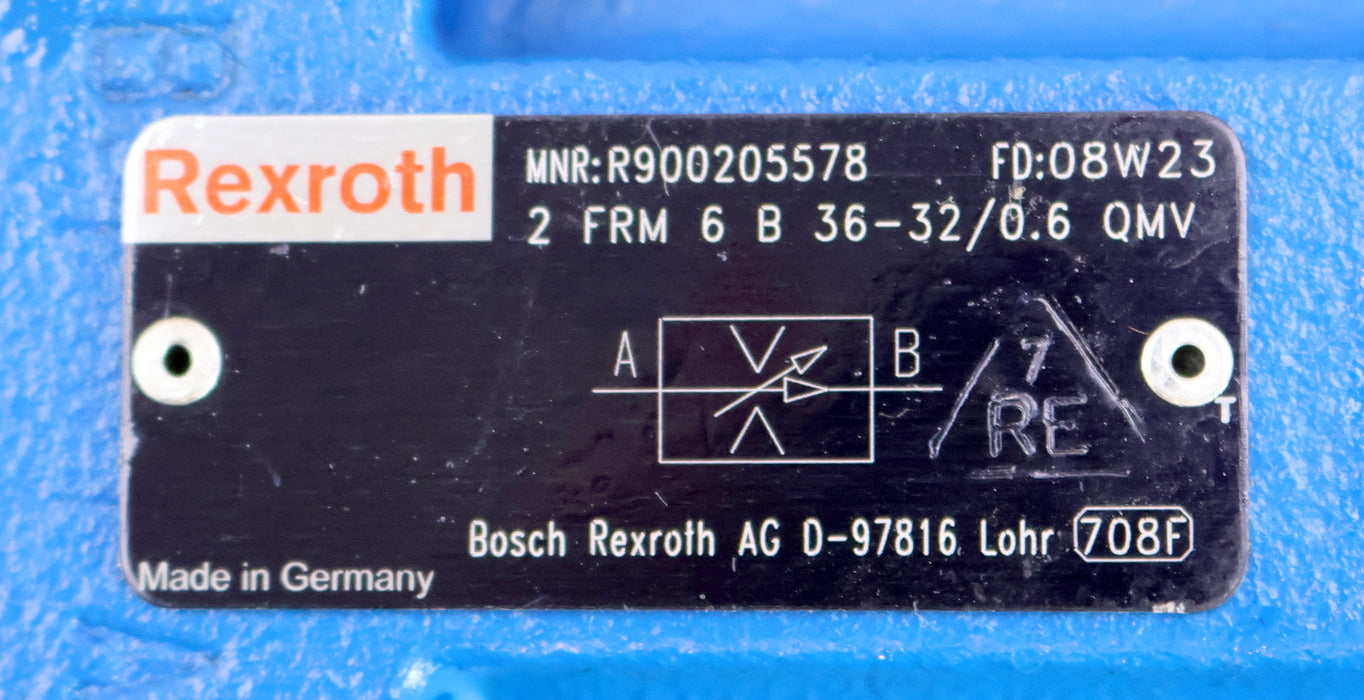 Rexroth
MNR:R900205578 FD:08W23
2 FRM 6 B 36-32/0.6 QMV
A B
7
RE
T
Bosch Rexroth AG D-97816 Lohr 708F
Made in Germany